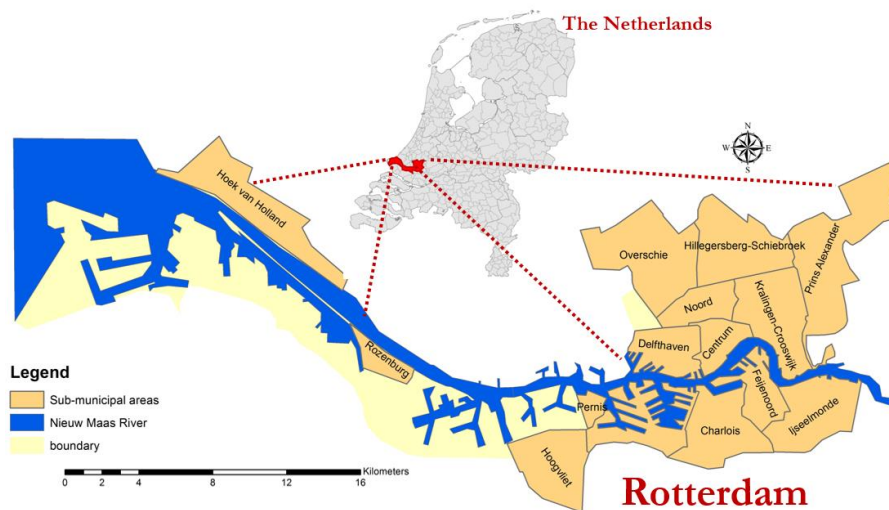 The Netherlands
N
W E
S
Hoek van Holland
Overschie
Hillegersberg-Schiebroek
Prins Alexander
Noord
Kralingen-Crooswijk
Delfthaven
Centrum
Rozenburg
Feijenoord
Pernis
Charlois
Ijseelmonde
Hoogvliet
Legend
Sub-municipal areas
Nieuw Maas River
boundary
Kilometers
0 2 4 8 12 16
Rotterdam